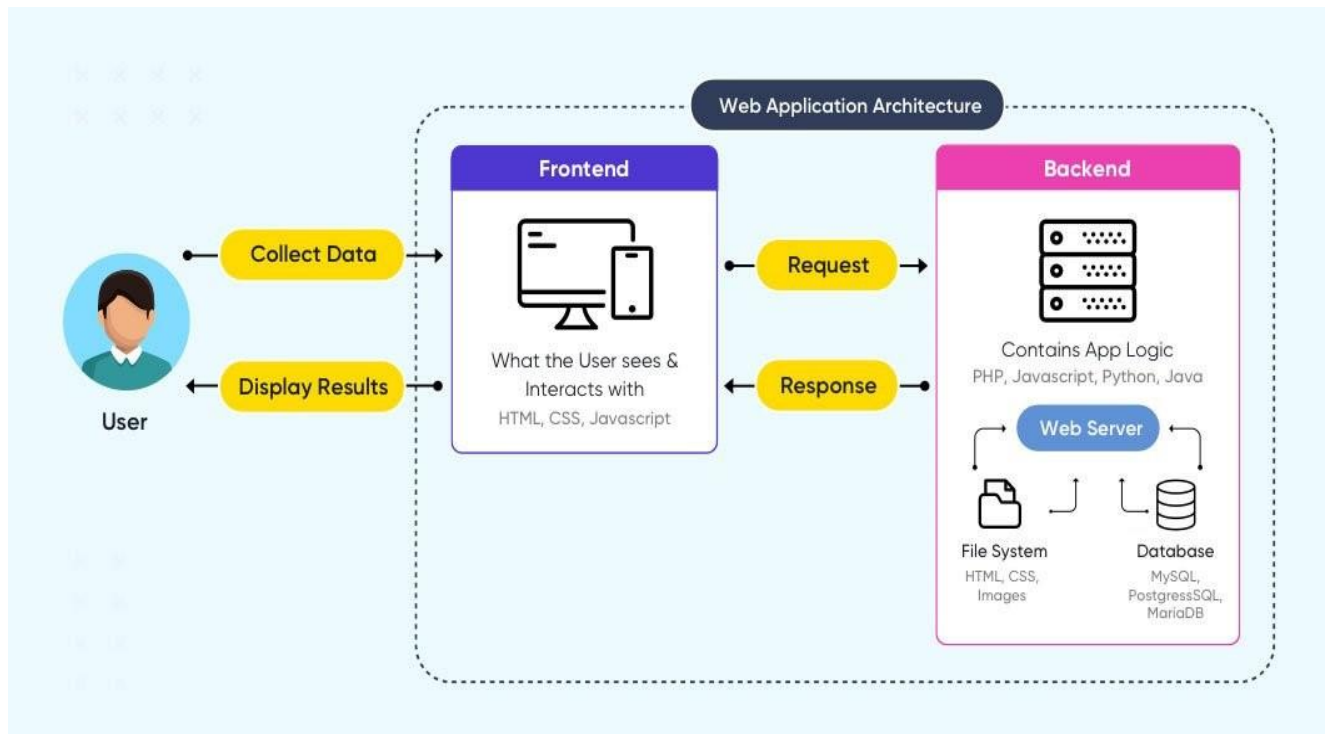 Web Application Architecture
Frontend
Backend
Collect Data
Request
What the User sees &
Interacts with
HTML, CSS, Javascript
Contains App Logic
PHP, Javascript, Python, Java
Display Results
Response
User
Web Server
File System
HTML, CSS,
Images
Database
MySQL,
PostgressSQL,
MariaDB